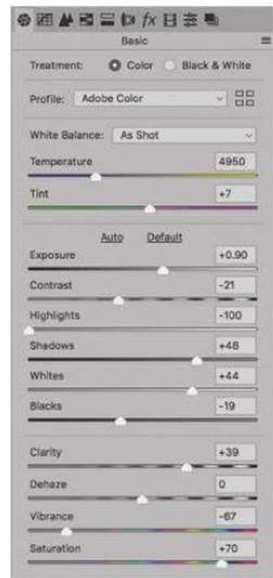 fx
Basic
Treatment: Color Black & White
Profile: Adobe Color
White Balance: As Shot
Temperature 4950
Tint +7
Auto Default
Exposure +0.90
Contrast -21
Highlights -100
Shadows +48
Whites +44
Blacks -19
Clarity +39
Dehaze 0
Vibrance -67
Saturation +70